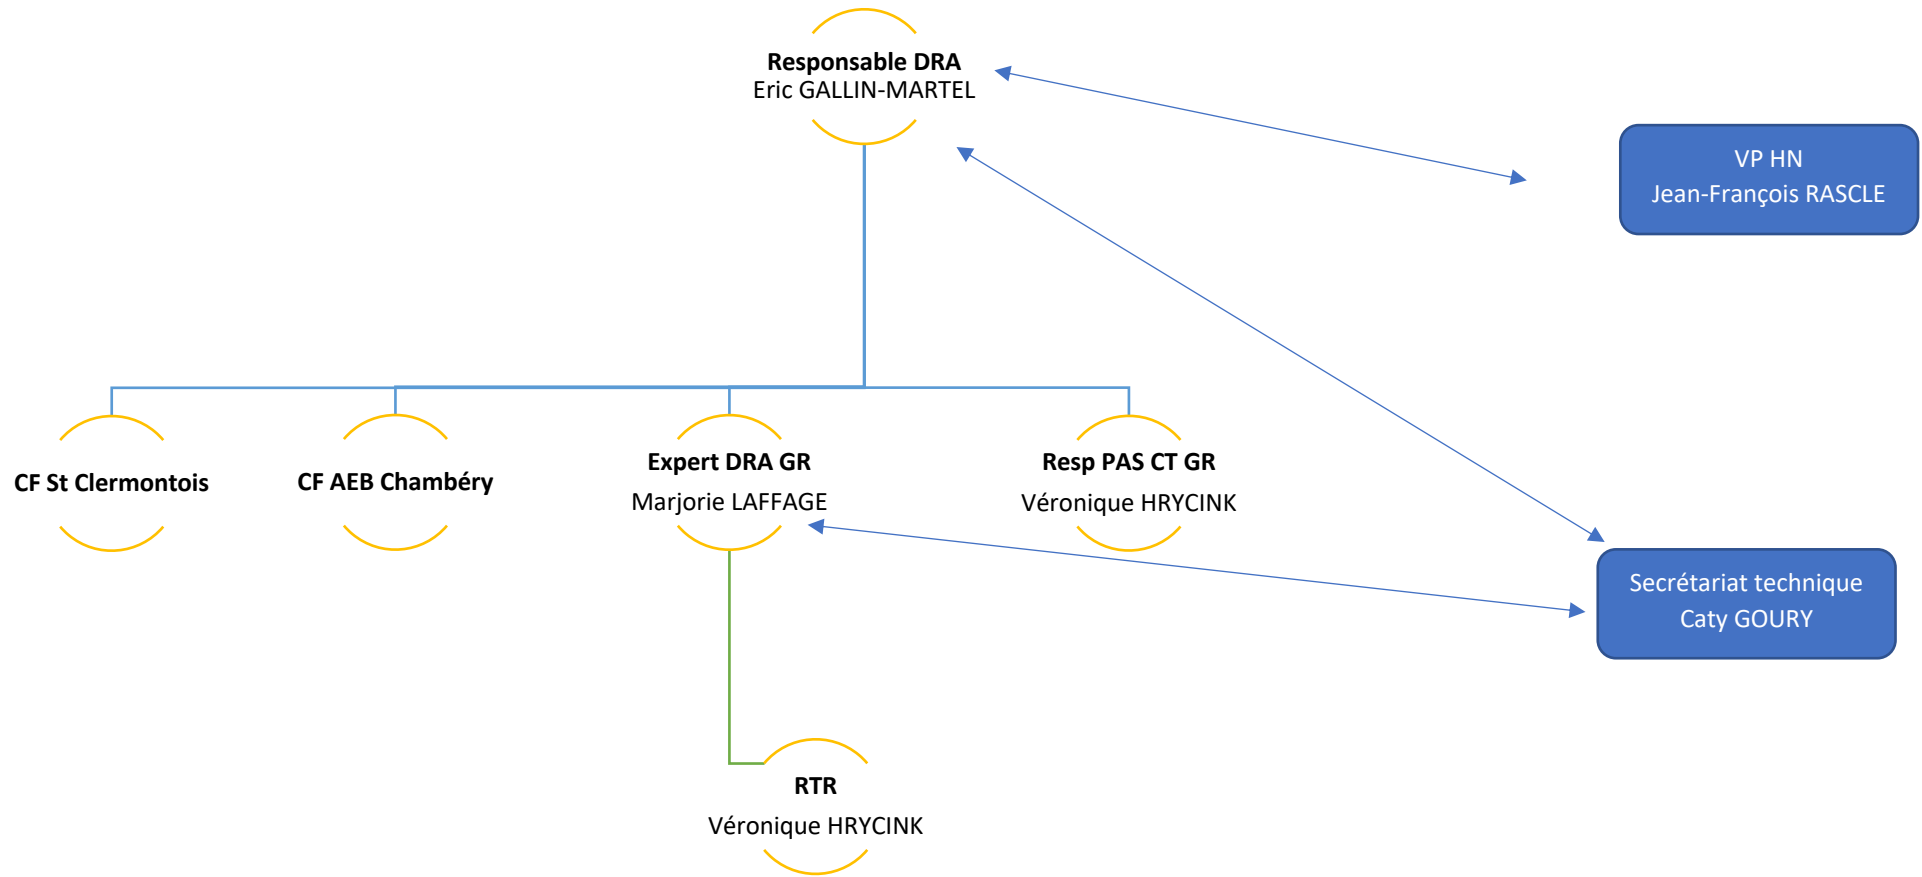 Responsable DRA
Eric GALLIN-MARTEL
VP HN
Jean-François RASCLE
CF St Clermontois
CF AEB Chambéry
Expert DRA GR
Marjorie LAFFAGE
Resp PAS CT GR
Véronique HRYCINK
Secrétariat technique
Caty GOURY
RTR
Véronique HRYCINK